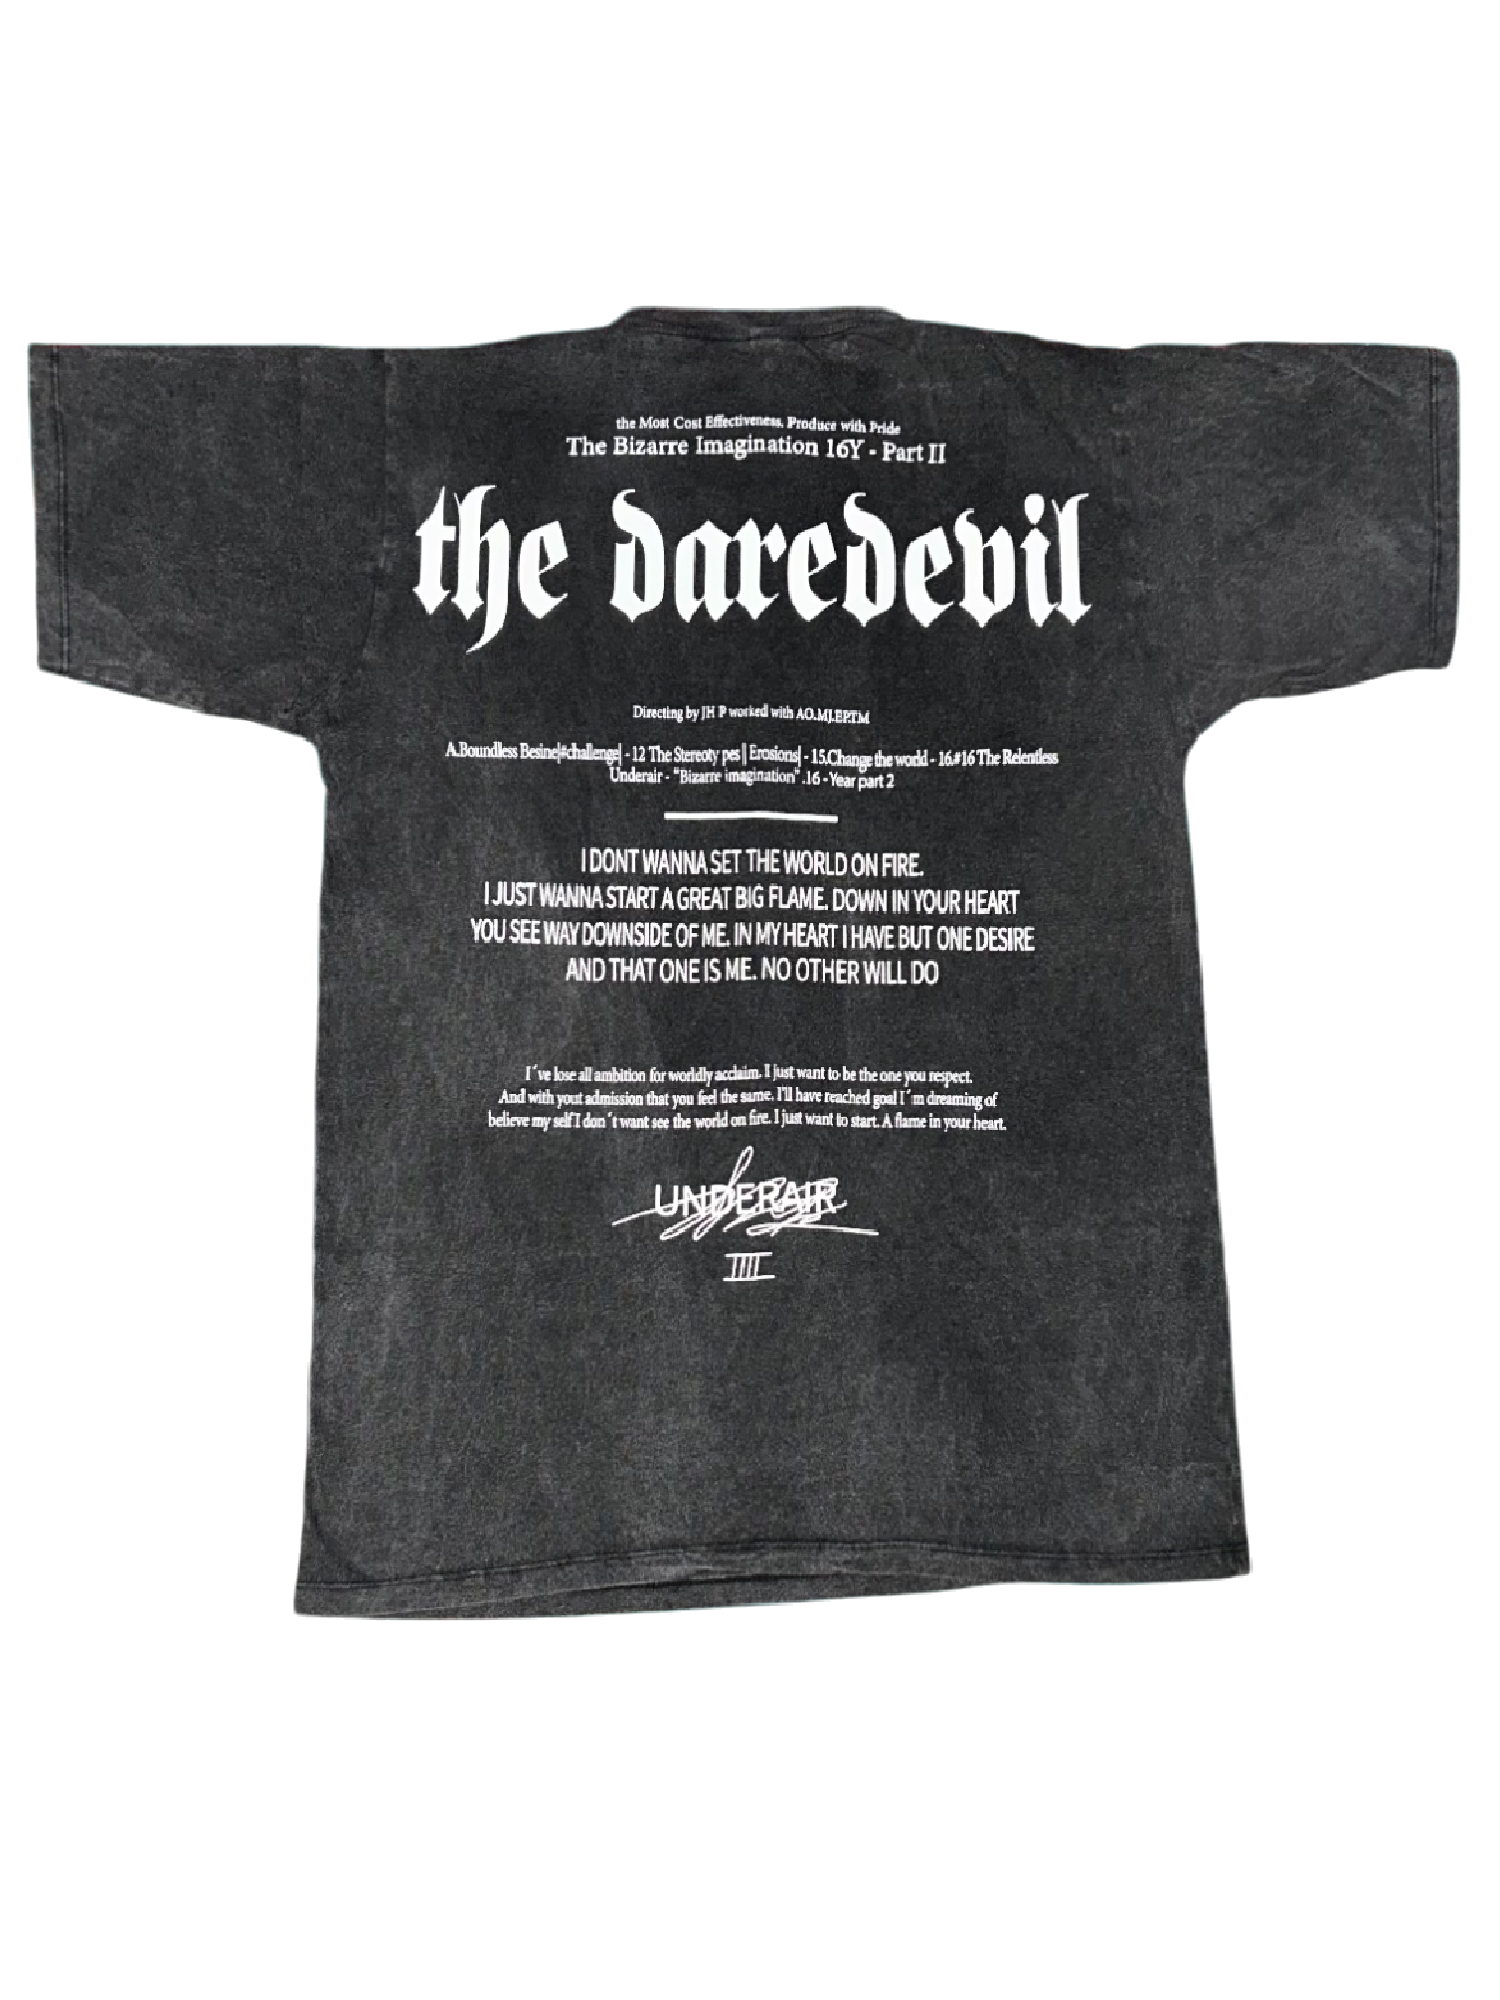 the Most Cost Effectiveness. Produce with Pride
The Bizarre Imagination 16Y - Part II
the daredevil
Directing by JH P worked with AO.MJ.EP.T.M
A.Boundless Besine|#challenge| - 12 The Stereoty pes | Erosions| - 15.Change the world - 16.#16 The Relentless
Underair - "Bizarre imagination" .16 - Year part 2
I DONT WANNA SET THE WORLD ON FIRE.
I JUST WANNA START A GREAT BIG FLAME. DOWN IN YOUR HEART
YOU SEE WAY DOWNSIDE OF ME. IN MY HEART I HAVE BUT ONE DESIRE
AND THAT ONE IS ME. NO OTHER WILL DO
I´ve lose all ambition for worldly acclaim. I just want to be the one you respect.
And with yout admission that you feel the same. I'll have reached goal I´m dreaming of
believe my self I don´t want see the world on fire. I just want to start. A flame in your heart.
UNDERAIR
IIII